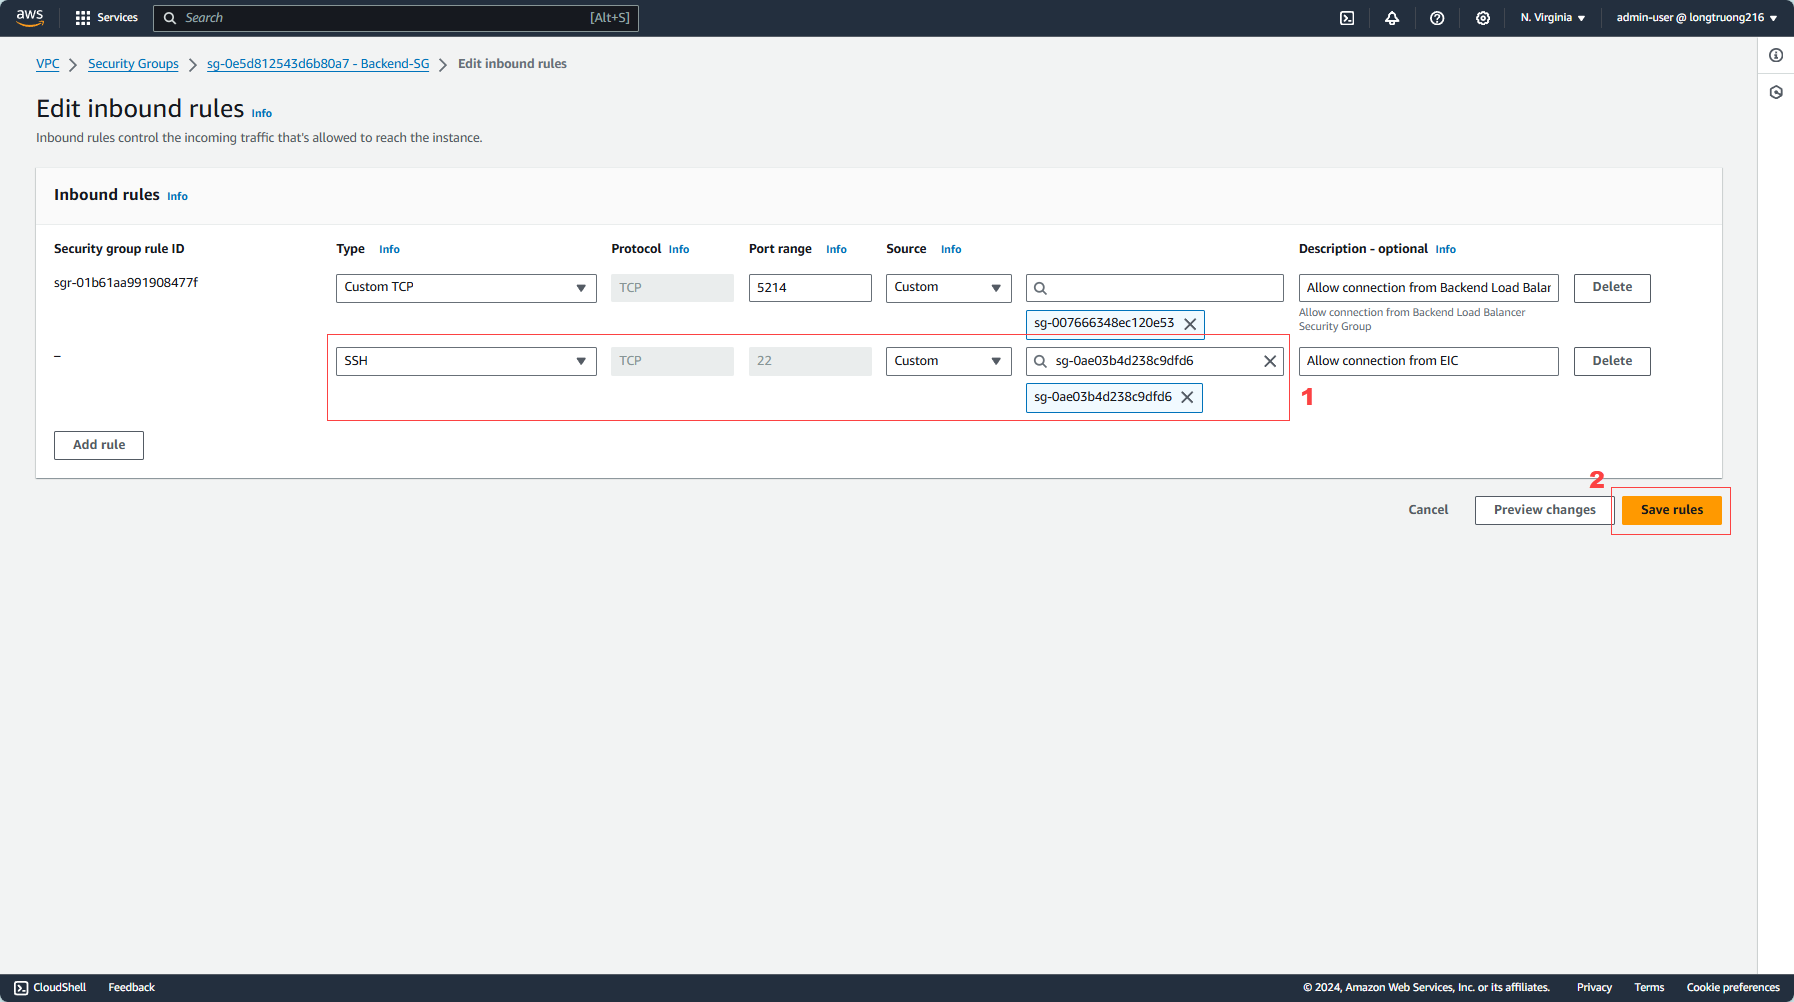 aws Services Search [Alt+S] N. Virginia admin-user @ longtruong216
VPC Security Groups sg-0e5d812543d6b80a7 - Backend-SG Edit inbound rules
Edit inbound rules Info
Inbound rules control the incoming traffic that's allowed to reach the instance.
Inbound rules Info
Security group rule ID Type Info Protocol Info Port range Info Source Info Description - optional Info
sgr-01b61aa991908477f Custom TCP TCP 5214 Custom Allow connection from Backend Load Balar Delete
sg-007666348ec120e53 Allow connection from Backend Load Balancer
Security Group
– SSH TCP 22 Custom sg-0ae03b4d238c9dfd6 Allow connection from EIC Delete
sg-0ae03b4d238c9dfd6 1
Add rule
2
Cancel Preview changes Save rules
CloudShell Feedback © 2024, Amazon Web Services, Inc. or its affiliates. Privacy Terms Cookie preferences